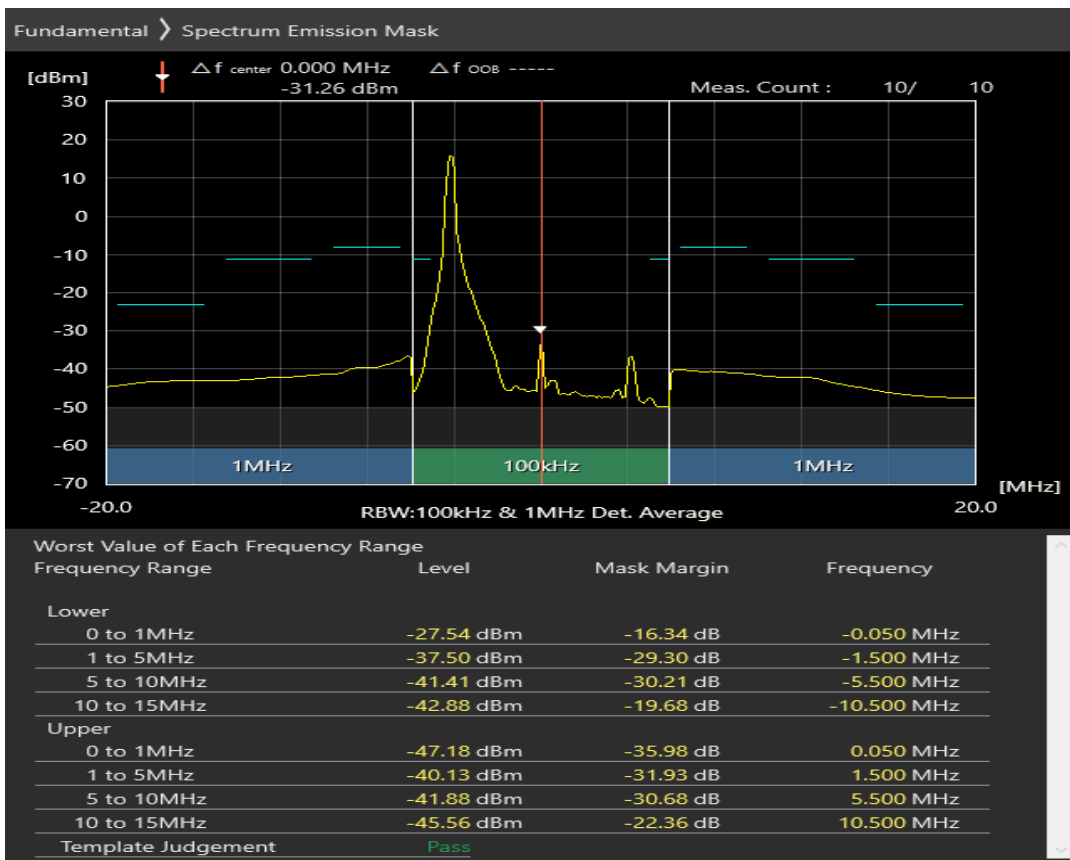 Fundamental 〉 Spectrum Emission Mask
[dBm] △f center 0.000 MHz △f OOB -----
-31.26 dBm Meas. Count : 10/ 10
30
20
10
0
-10
-20
-30
-40
-50
-60
1MHz 100kHz 1MHz
-70 [MHz]
-20.0 RBW:100kHz & 1MHz Det. Average 20.0
Worst Value of Each Frequency Range
Frequency Range Level Mask Margin Frequency
Lower
0 to 1MHz -27.54 dBm -16.34 dB -0.050 MHz
1 to 5MHz -37.50 dBm -29.30 dB -1.500 MHz
5 to 10MHz -41.41 dBm -30.21 dB -5.500 MHz
10 to 15MHz -42.88 dBm -19.68 dB -10.500 MHz
Upper
0 to 1MHz -47.18 dBm -35.98 dB 0.050 MHz
1 to 5MHz -40.13 dBm -31.93 dB 1.500 MHz
5 to 10MHz -41.88 dBm -30.68 dB 5.500 MHz
10 to 15MHz -45.56 dBm -22.36 dB 10.500 MHz
Template Judgement Pass